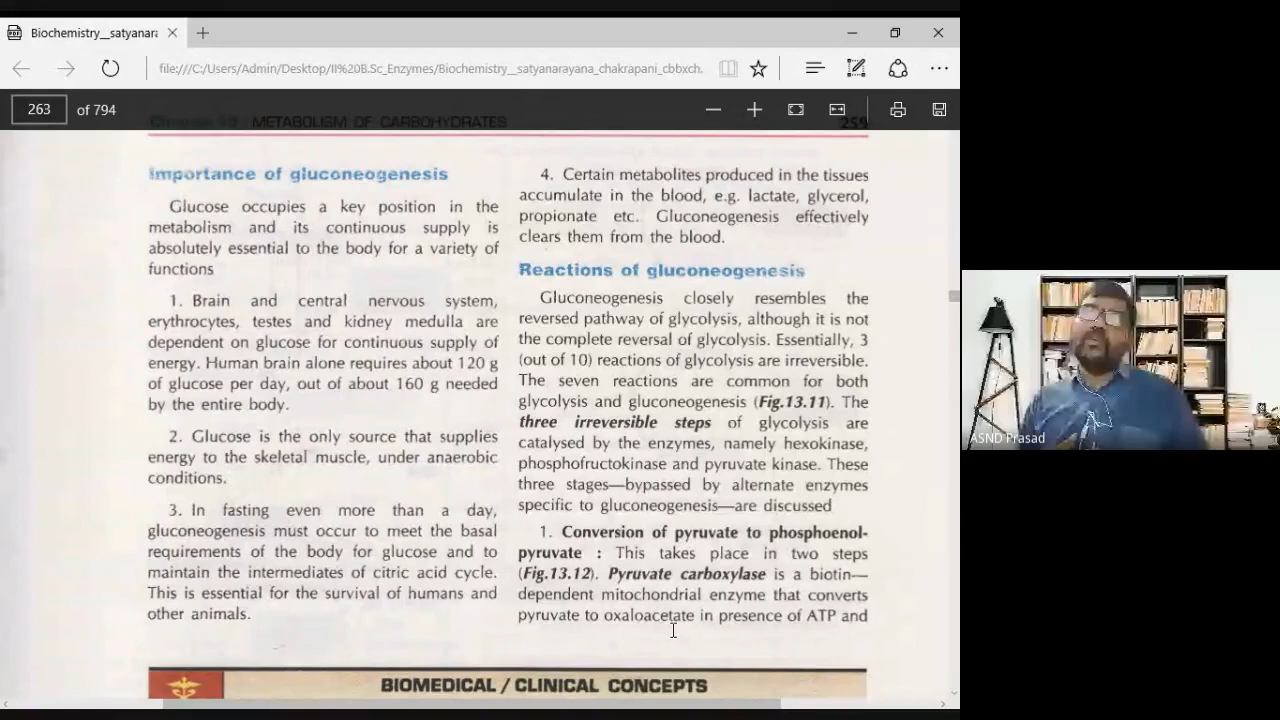 Biochemistry__satyanara
file:///C:/Users/Admin/Desktop/II%20B.Sc_Enzymes/Biochemistry__satyanarayana_chakrapani_cbbxch.
263 of 794
METABOLISM OF CARBOHYDRATES
259
Importance of gluconeogenesis
Glucose occupies a key position in the
metabolism and its continuous supply is
absolutely essential to the body for a variety of
functions
1. Brain and central nervous system,
erythrocytes, testes and kidney medulla are
dependent on glucose for continuous supply of
energy. Human brain alone requires about 120 g
of glucose per day, out of about 160 g needed
by the entire body.
2. Glucose is the only source that supplies
energy to the skeletal muscle, under anaerobic
conditions.
3. In fasting even more than a day,
gluconeogenesis must occur to meet the basal
requirements of the body for glucose and to
maintain the intermediates of citric acid cycle.
This is essential for the survival of humans and
other animals.
4. Certain metabolites produced in the tissues
accumulate in the blood, e.g. lactate, glycerol,
propionate etc. Gluconeogenesis effectively
clears them from the blood.
Reactions of gluconeogenesis
Gluconeogenesis closely resembles the
reversed pathway of glycolysis, although it is not
the complete reversal of glycolysis. Essentially, 3
(out of 10) reactions of glycolysis are irreversible.
The seven reactions are common for both
glycolysis and gluconeogenesis (Fig.13.11). The
three irreversible steps of glycolysis are
catalysed by the enzymes, namely hexokinase,
phosphofructokinase and pyruvate kinase. These
three stages—bypassed by alternate enzymes
specific to gluconeogenesis—are discussed
1. Conversion of pyruvate to phosphoenol-
pyruvate : This takes place in two steps
(Fig.13.12). Pyruvate carboxylase is a biotin—
dependent mitochondrial enzyme that converts
pyruvate to oxaloacetate in presence of ATP and
BIOMEDICAL / CLINICAL CONCEPTS
ASND Prasad